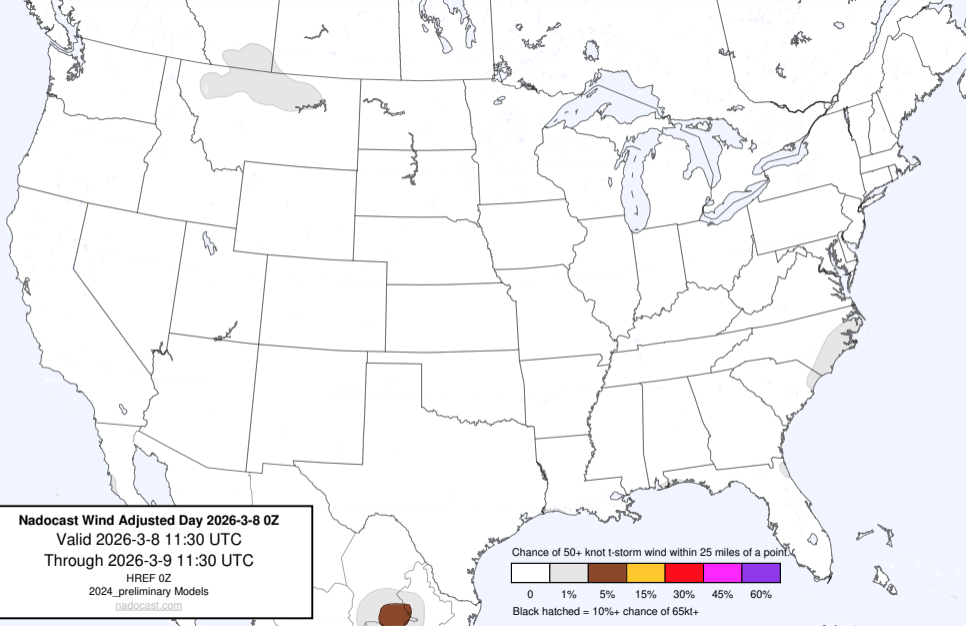 Nadocast Wind Adjusted Day 2026-3-8 0Z
Valid 2026-3-8 11:30 UTC
Through 2026-3-9 11:30 UTC
HREF 0Z
2024_preliminary Models
nadocast.com
Chance of 50+ knot t-storm wind within 25 miles of a point.
0 1% 5% 15% 30% 45% 60%
Black hatched = 10%+ chance of 65kt+